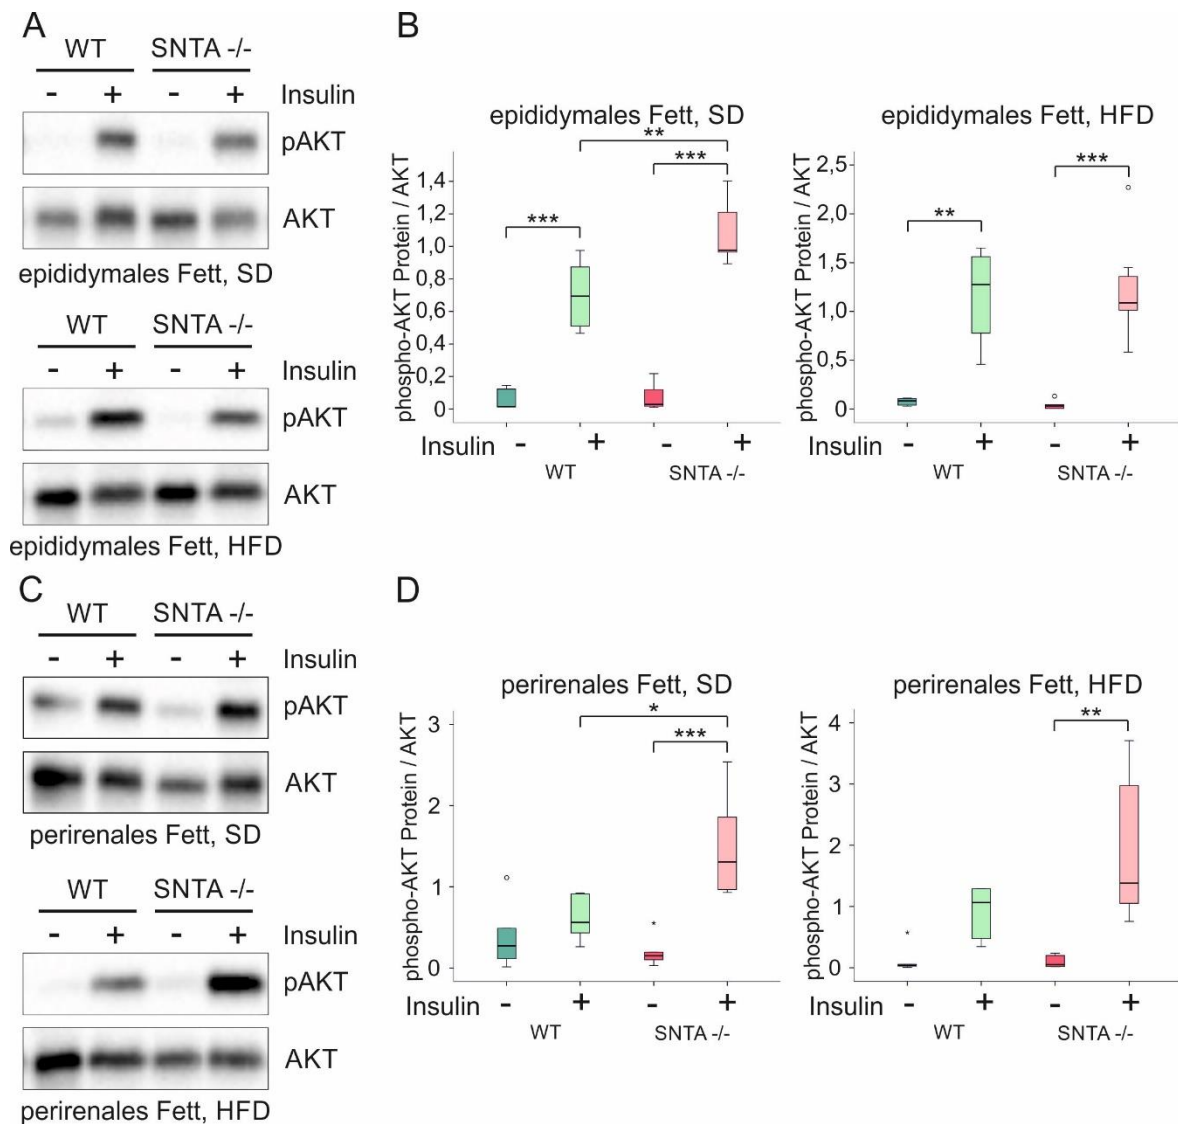 A
WT SNTA -/-
- + - + Insulin
pAKT
AKT
epididymales Fett, SD
WT SNTA -/-
- + - + Insulin
pAKT
AKT
epididymales Fett, HFD
B
epididymales Fett, SD
phospho-AKT Protein / AKT
1,4
1,2
1,0
0,8
0,6
0,4
0,2
0
***
**
***
Insulin - + - +
WT SNTA -/-
epididymales Fett, HFD
phospho-AKT Protein / AKT
2,5
2,0
1,5
1,0
0,5
0
**
***
Insulin - + - +
WT SNTA -/-
C
WT SNTA -/-
- + - + Insulin
pAKT
AKT
perirenales Fett, SD
WT SNTA -/-
- + - + Insulin
pAKT
AKT
perirenales Fett, HFD
D
perirenales Fett, SD
phospho-AKT Protein / AKT
3
2
1
0
*
***
Insulin - + - +
WT SNTA -/-
perirenales Fett, HFD
phospho-AKT Protein / AKT
4
3
2
1
0
**
Insulin - + - +
WT SNTA -/-